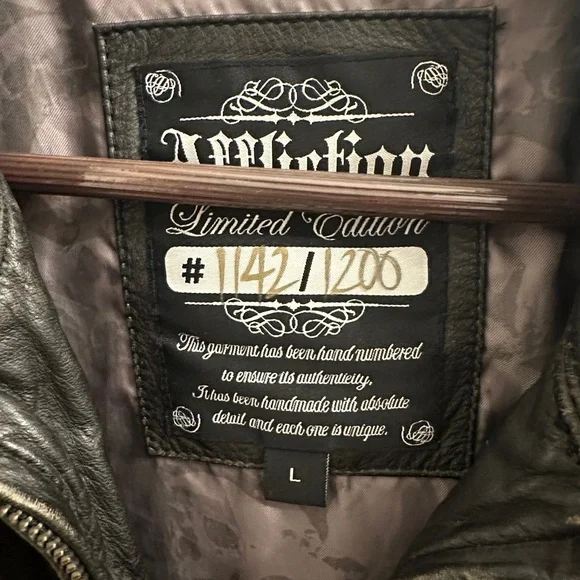 Affliction
Limited Edition
# 1142/1200
This garment has been hand numbered
to ensure its authenticity.
It has been handmade with absolute
detail and each one is unique.
L